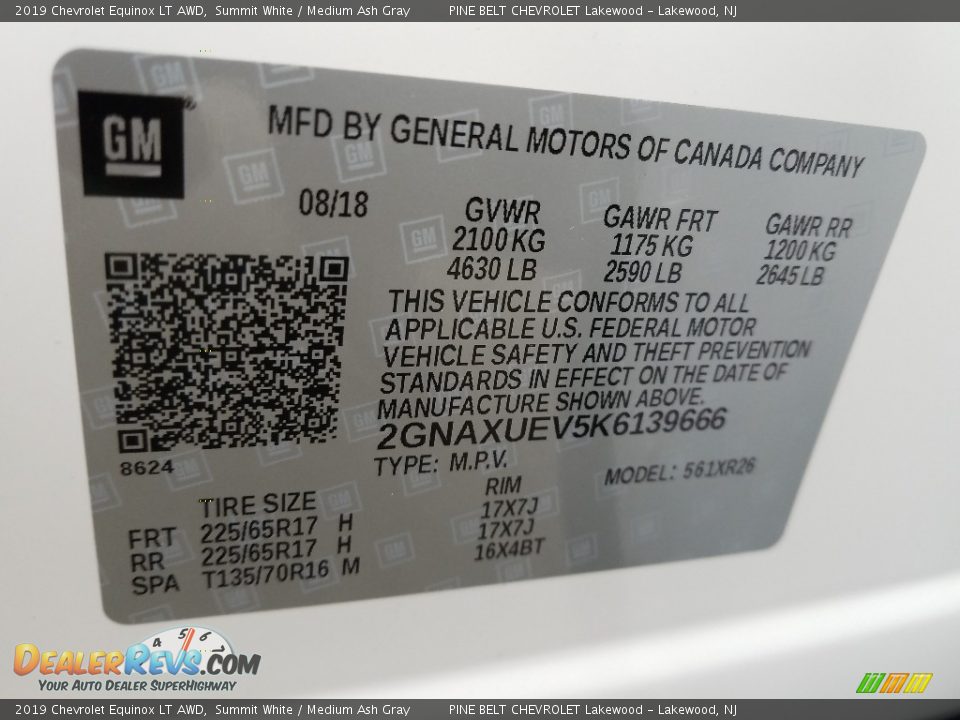 2019 Chevrolet Equinox LT AWD, Summit White / Medium Ash Gray PINE BELT CHEVROLET Lakewood – Lakewood, NJ
GM ®
MFD BY GENERAL MOTORS OF CANADA COMPANY
08/18 GVWR GAWR FRT GAWR RR
2100 KG 1175 KG 1200 KG
4630 LB 2590 LB 2645 LB
THIS VEHICLE CONFORMS TO ALL
APPLICABLE U.S. FEDERAL MOTOR
VEHICLE SAFETY AND THEFT PREVENTION
STANDARDS IN EFFECT ON THE DATE OF
MANUFACTURE SHOWN ABOVE.
2GNAXUEV5K6139666
8624 TYPE: M.P.V. MODEL: 561XR26
TIRE SIZE RIM
FRT 225/65R17 H 17X7J
RR 225/65R17 H 17X7J
SPA T135/70R16 M 16X4BT
4 5 6
DEALERREVS.COM
YOUR AUTO DEALER SUPERHIGHWAY
2019 Chevrolet Equinox LT AWD, Summit White / Medium Ash Gray PINE BELT CHEVROLET Lakewood – Lakewood, NJ